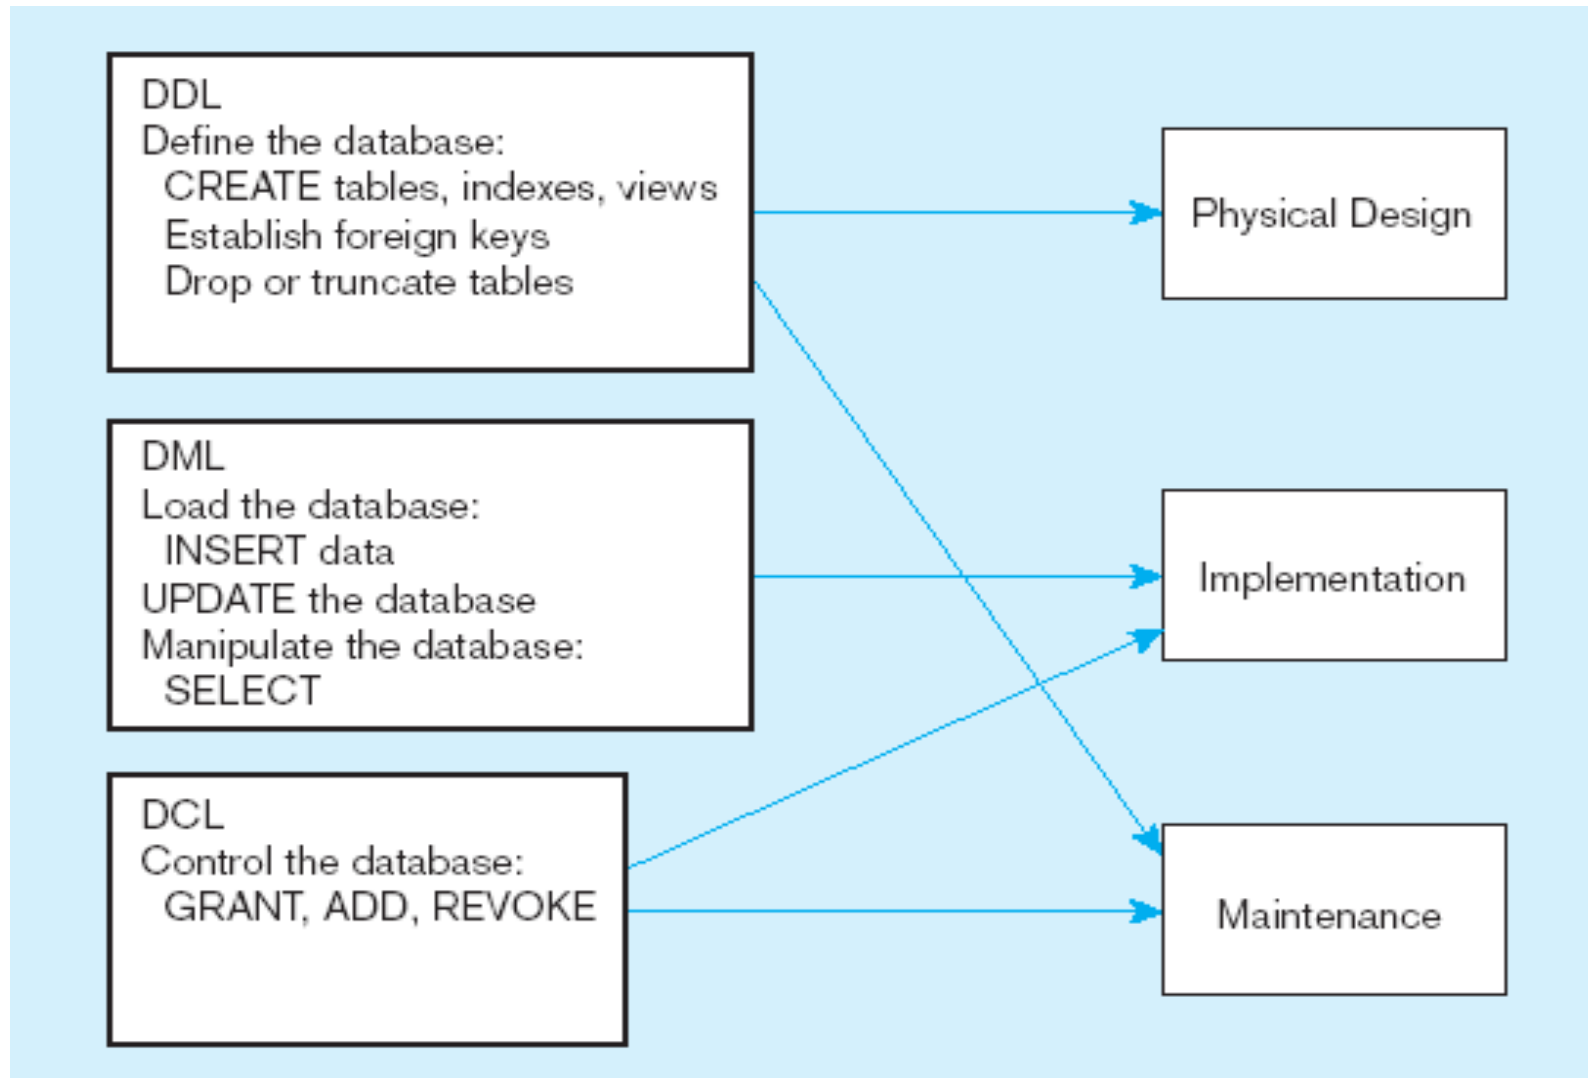 DDL
Define the database:
CREATE tables, indexes, views
Establish foreign keys
Drop or truncate tables
Physical Design
DML
Load the database:
INSERT data
UPDATE the database
Manipulate the database:
SELECT
Implementation
DCL
Control the database:
GRANT, ADD, REVOKE
Maintenance